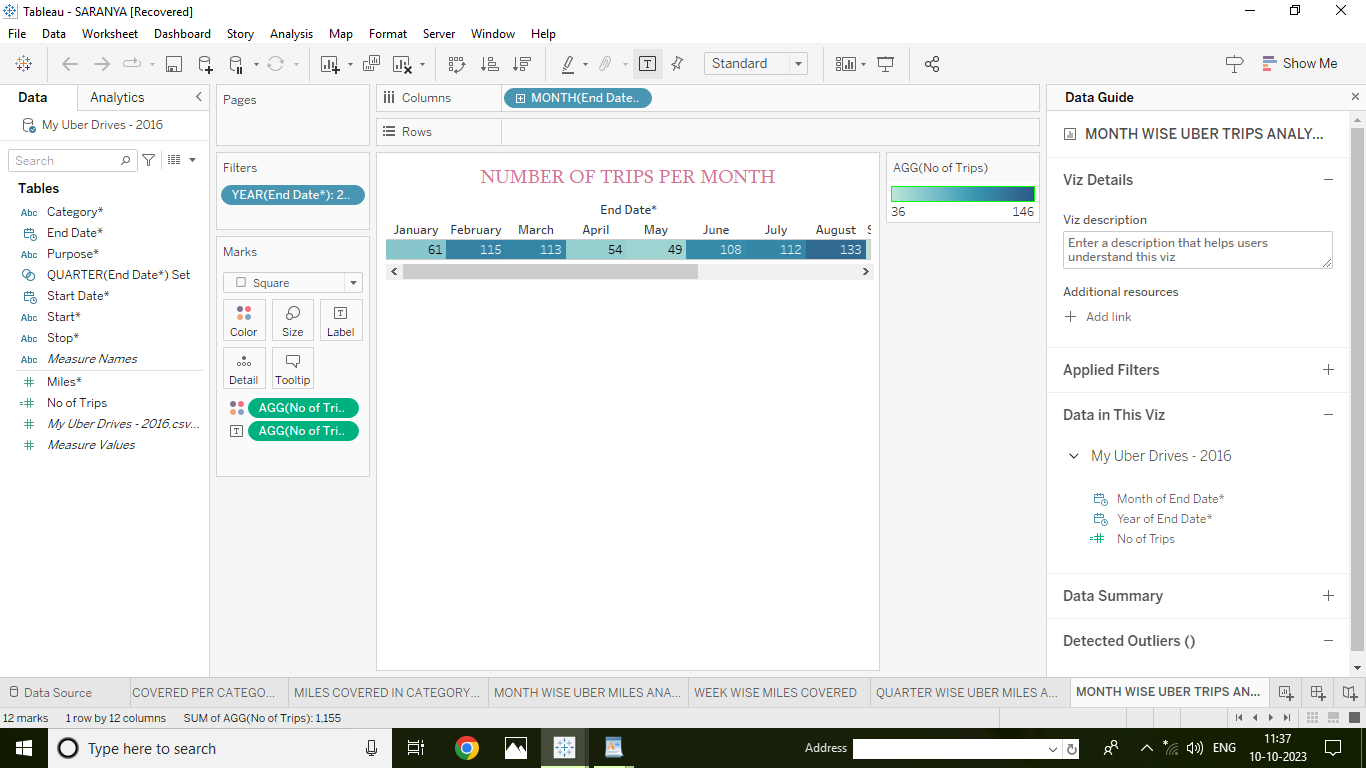 Tableau - SARANYA [Recovered]
File Data Worksheet Dashboard Story Analysis Map Format Server Window Help
Standard
Show Me
Data Analytics
My Uber Drives - 2016
Search
Tables
Abc Category*
End Date*
Abc Purpose*
QUARTER(End Date*) Set
Start Date*
Abc Start*
Abc Stop*
Abc Measure Names
Miles*
No of Trips
My Uber Drives - 2016.csv...
Measure Values
Pages
Filters
YEAR(End Date*): 2..
Marks
Square
Color Size Label
Detail Tooltip
AGG(No of Tri..
AGG(No of Tri..
Columns MONTH(End Date..
Rows
NUMBER OF TRIPS PER MONTH
End Date*
January February March April May June July August S
61 115 113 54 49 108 112 133
AGG(No of Trips)
36 146
Data Guide
MONTH WISE UBER TRIPS ANALY...
Viz Details
Viz description
Enter a description that helps users
understand this viz
Additional resources
Add link
Applied Filters
Data in This Viz
My Uber Drives - 2016
Month of End Date*
Year of End Date*
No of Trips
Data Summary
Detected Outliers ()
Data Source COVERED PER CATEGO... MILES COVERED IN CATEGORY... MONTH WISE UBER MILES ANA... WEEK WISE MILES COVERED QUARTER WISE UBER MILES A... MONTH WISE UBER TRIPS AN...
12 marks 1 row by 12 columns SUM of AGG(No of Trips): 1,155
Type here to search
Address
ENG
11:37
10-10-2023